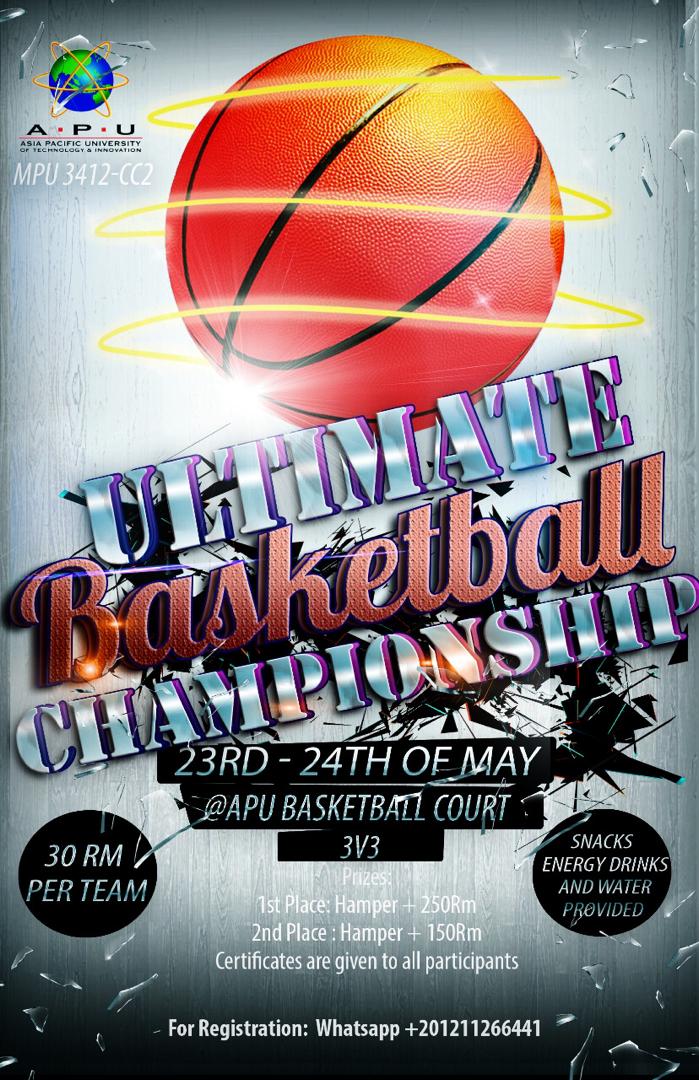 A·P·U
ASIA PACIFIC UNIVERSITY
OF TECHNOLOGY & INNOVATION
MPU 3412-CC2
ULTIMATE
Basketball
CHAMPIONSHIP
23RD - 24TH OF MAY
@APU BASKETBALL COURT
3V3
30 RM
PER TEAM
SNACKS
ENERGY DRINKS
AND WATER
PROVIDED
Prizes:
1st Place: Hamper + 250Rm
2nd Place : Hamper + 150Rm
Certificates are given to all participants
For Registration: Whatsapp +201211266441